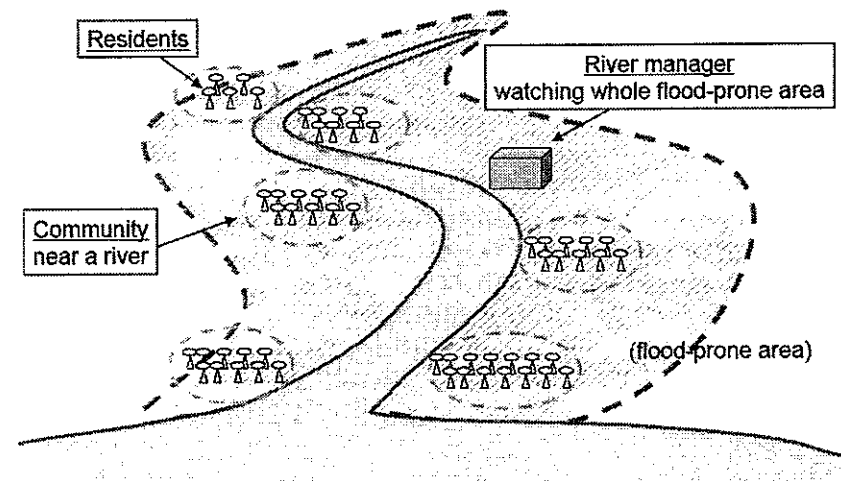 Residents
River manager
watching whole flood-prone area
Community
near a river
(flood-prone area)